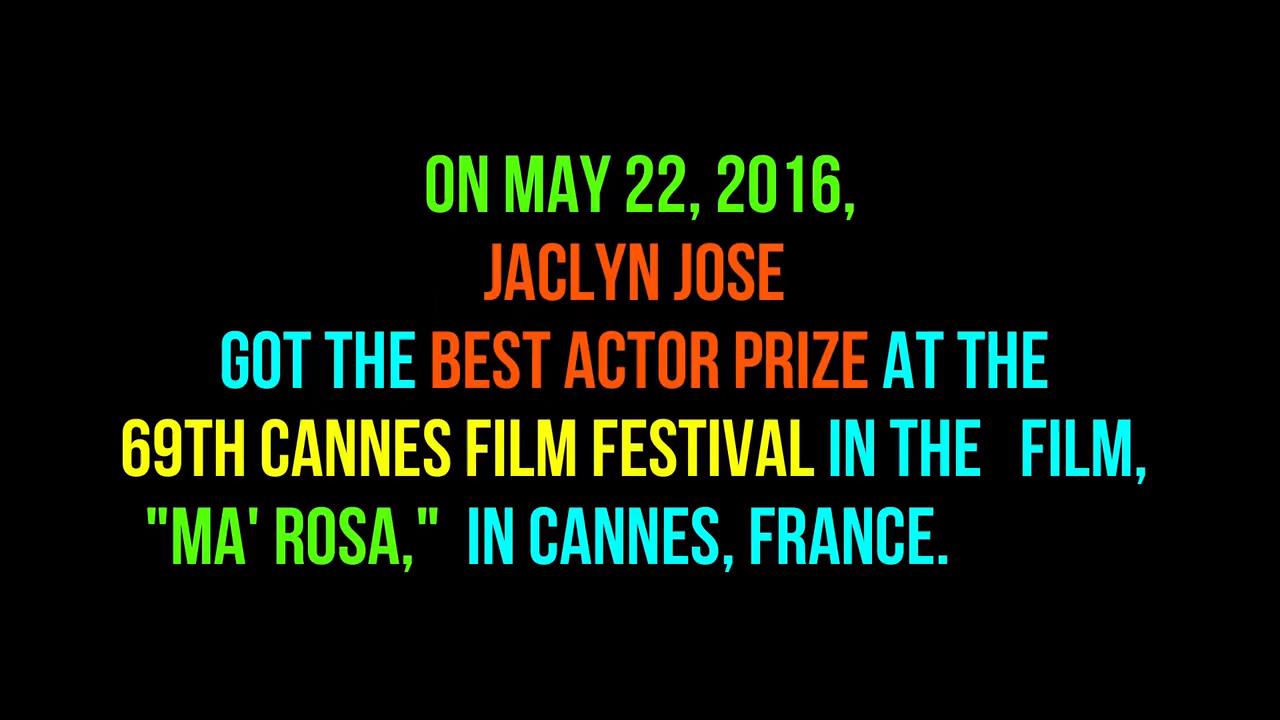 ON MAY 22, 2016,
JACLYN JOSE
GOT THE BEST ACTOR PRIZE AT THE
69TH CANNES FILM FESTIVAL IN THE FILM,
"MA' ROSA," IN CANNES, FRANCE.